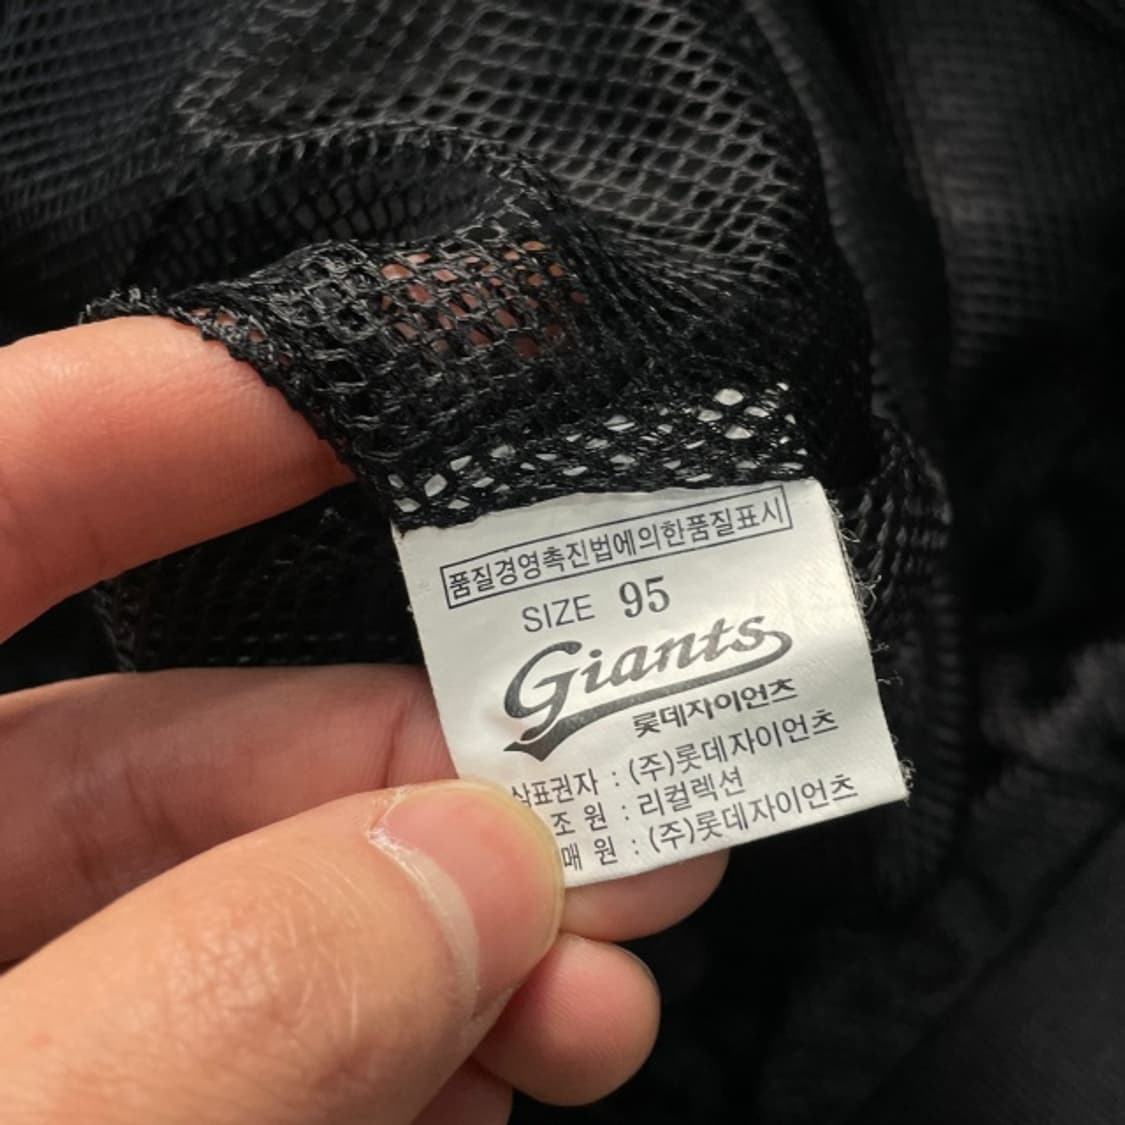 품질경영촉진법에의한품질표시
SIZE 95
Giants
롯데자이언츠
상표권자 : (주)롯데자이언츠
조 원 : 리컬렉션
매 원 : (주)롯데자이언츠